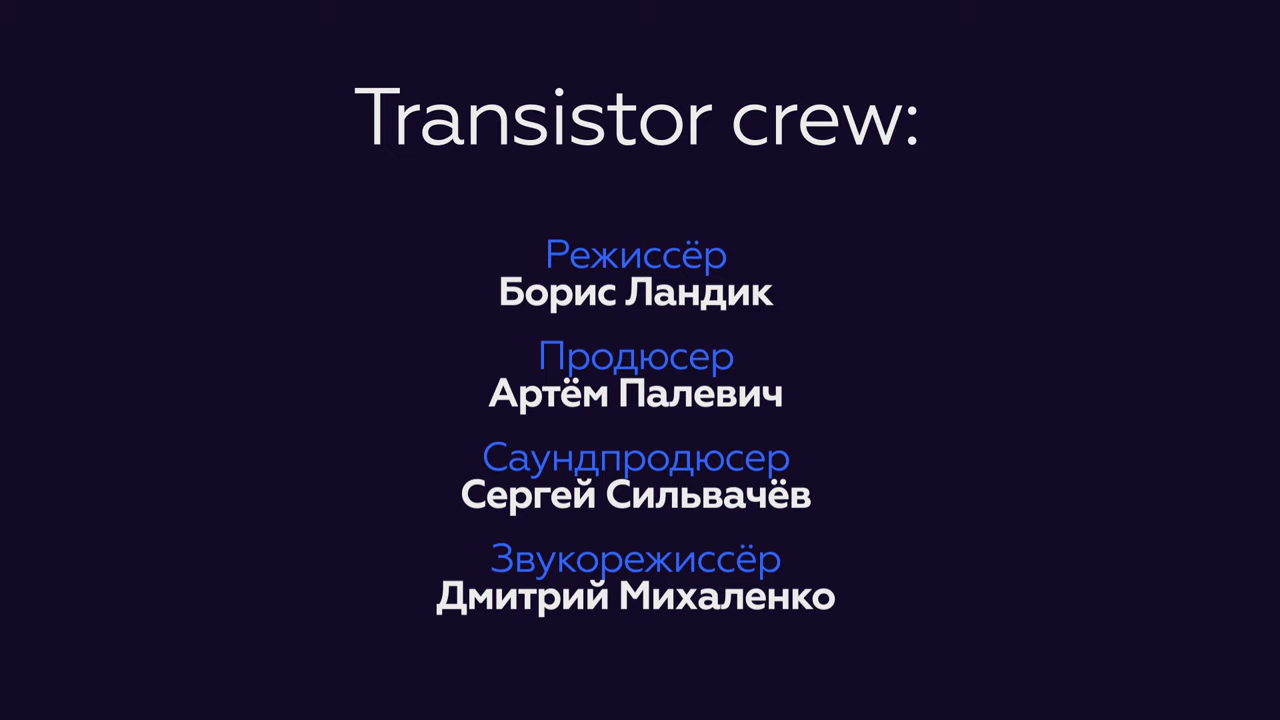 Transistor crew:
Режиссёр
Борис Ландик
Продюсер
Артём Палевич
Саундпродюсер
Сергей Сильвачёв
Звукорежиссёр
Дмитрий Михаленко